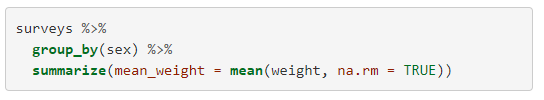 surveys %>%
  group_by(sex) %>%
  summarize(mean_weight = mean(weight, na.rm = TRUE))